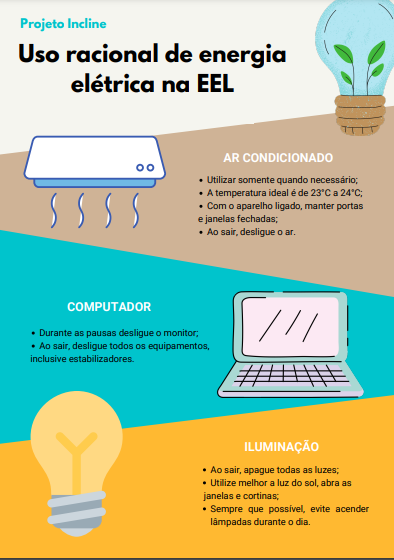 Projeto Incline
Uso racional de energia
elétrica na EEL
AR CONDICIONADO
• Utilizar somente quando necessário;
• A temperatura ideal é de 23°C a 24°C;
• Com o aparelho ligado, manter portas
e janelas fechadas;
• Ao sair, desligue o ar.
COMPUTADOR
• Durante as pausas desligue o monitor;
• Ao sair, desligue todos os equipamentos,
inclusive estabilizadores.
ILUMINAÇÃO
• Ao sair, apague todas as luzes;
• Utilize melhor a luz do sol, abra as
janelas e cortinas;
• Sempre que possível, evite acender
lâmpadas durante o dia.